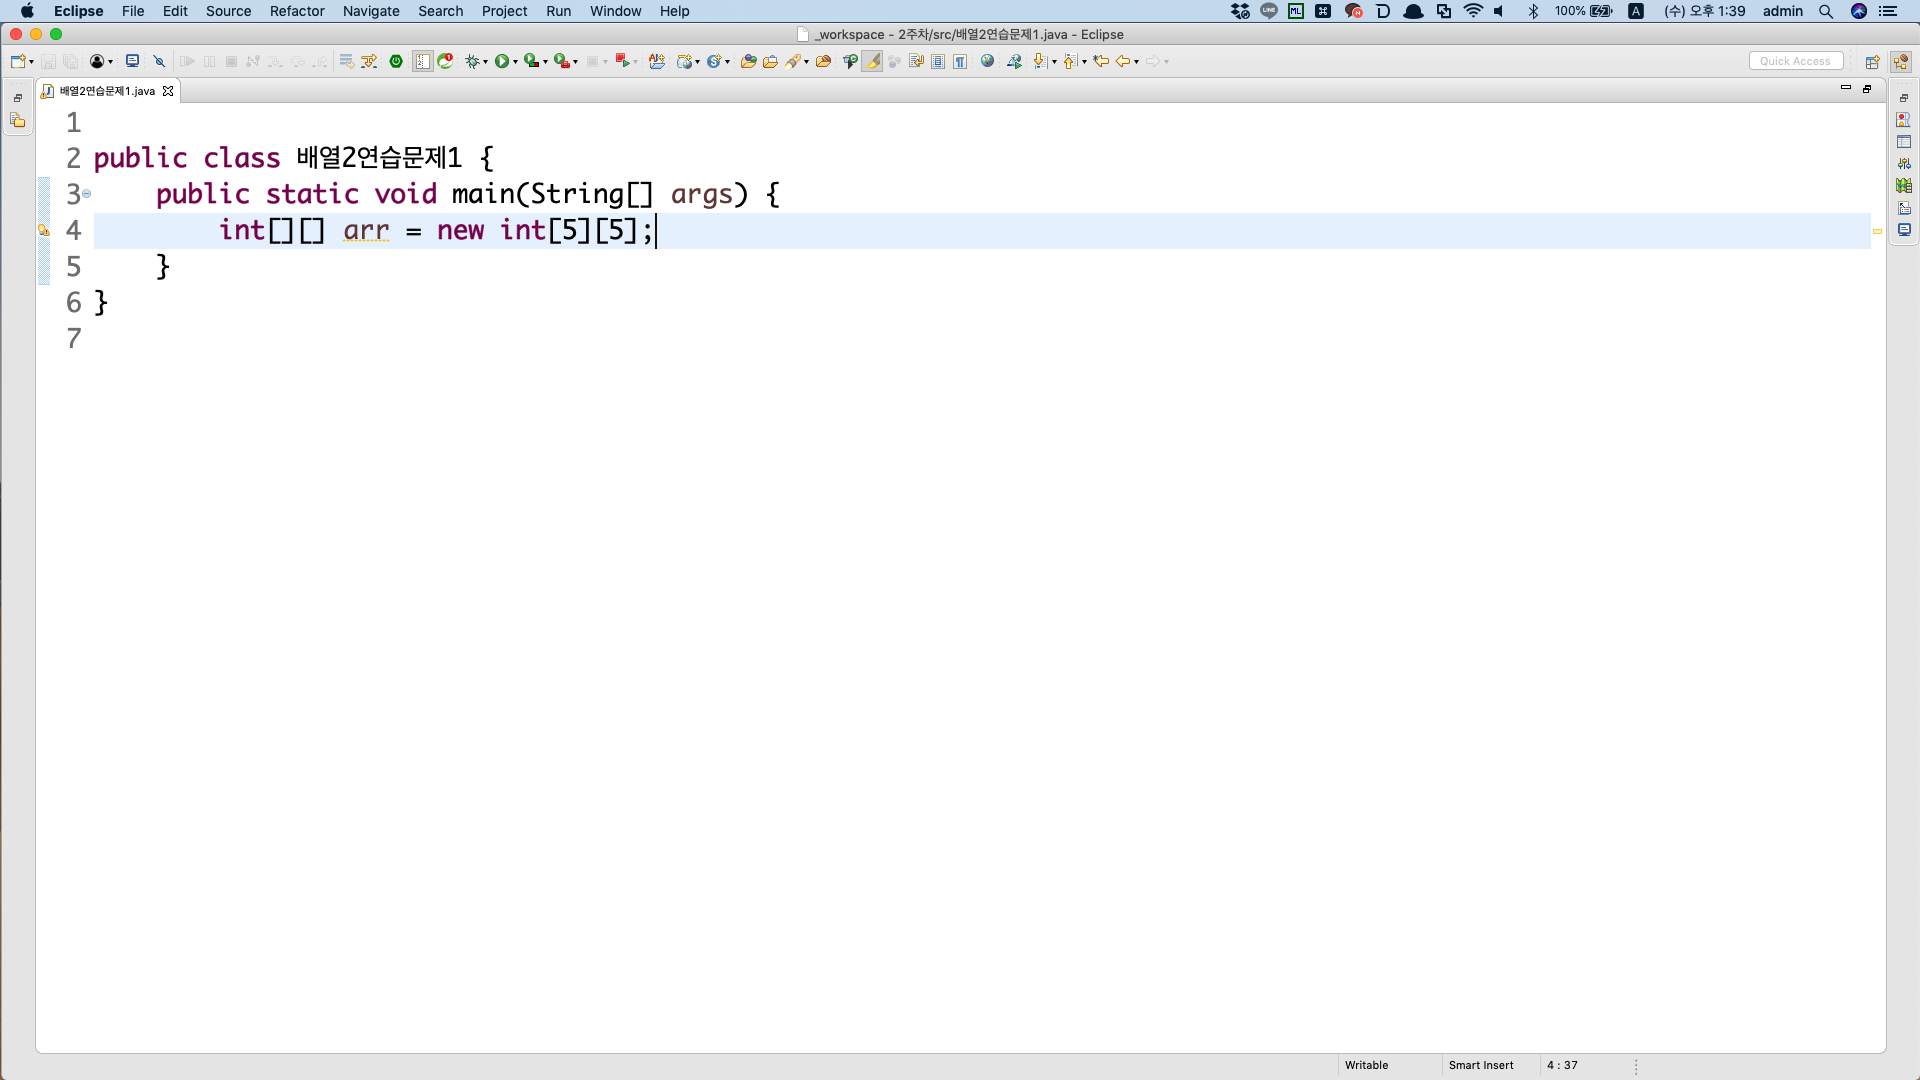 Eclipse File Edit Source Refactor Navigate Search Project Run Window Help 100% A (수) 오후 1:39 admin
_workspace - 2주차/src/배열2연습문제1.java - Eclipse
Quick Access
배열2연습문제1.java
1
2 public class 배열2연습문제1 {
3 public static void main(String[] args) {
4 int[][] arr = new int[5][5];
5 }
6 }
7
Writable Smart Insert 4 : 37